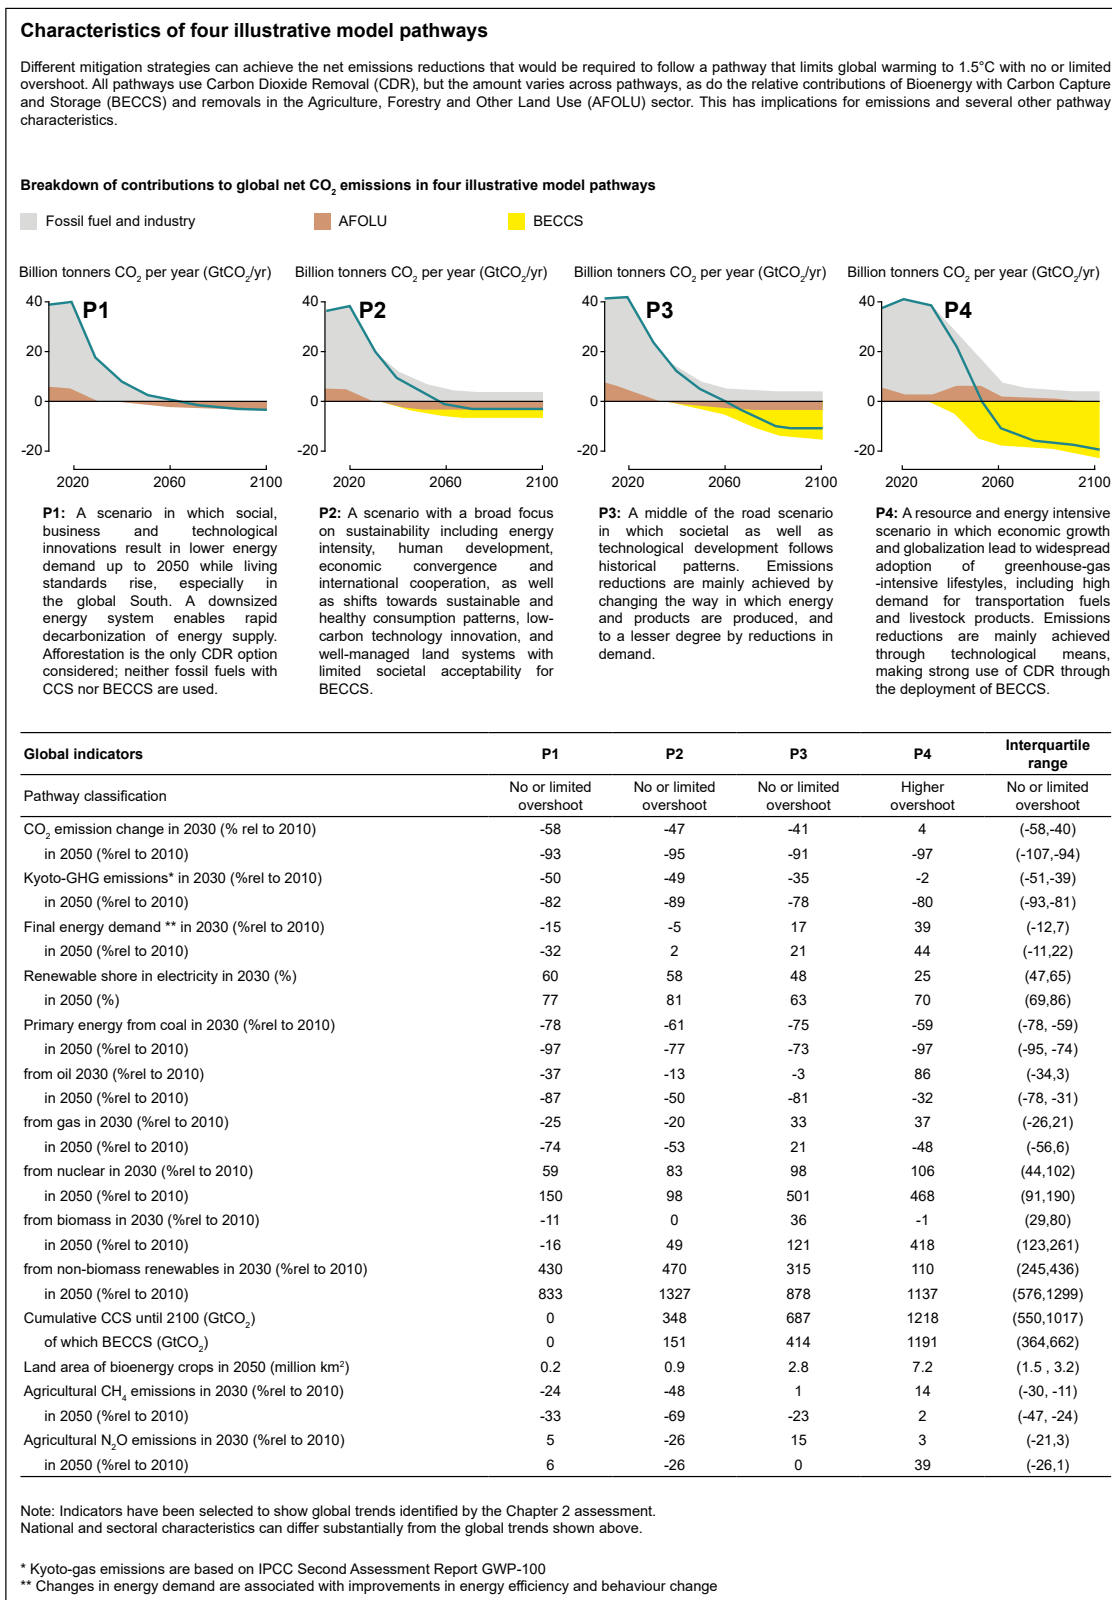 Characteristics of four illustrative model pathways
Different mitigation strategies can achieve the net emissions reductions that would be required to follow a pathway that limits global warming to 1.5°C with no or limited
overshoot. All pathways use Carbon Dioxide Removal (CDR), but the amount varies across pathways, as do the relative contributions of Bioenergy with Carbon Capture
and Storage (BECCS) and removals in the Agriculture, Forestry and Other Land Use (AFOLU) sector. This has implications for emissions and several other pathway
characteristics.
Breakdown of contributions to global net CO₂ emissions in four illustrative model pathways
Fossil fuel and industry AFOLU BECCS
Billion tonners CO₂ per year (GtCO₂/yr) Billion tonners CO₂ per year (GtCO₂/yr) Billion tonners CO₂ per year (GtCO₂/yr) Billion tonners CO₂ per year (GtCO₂/yr)
40 P1 40 P2 40 P3 40 P4
20 20 20 20
0 0 0 0
-20 -20 -20 -20
2020 2060 2100 2020 2060 2100 2020 2060 2100 2020 2060 2100
P1: A scenario in which social,
business and technological
innovations result in lower energy
demand up to 2050 while living
standards rise, especially in
the global South. A downsized
energy system enables rapid
decarbonization of energy supply.
Afforestation is the only CDR option
considered; neither fossil fuels with
CCS nor BECCS are used.
P2: A scenario with a broad focus
on sustainability including energy
intensity, human development,
economic convergence and
international cooperation, as well
as shifts towards sustainable and
healthy consumption patterns, low-
carbon technology innovation, and
well-managed land systems with
limited societal acceptability for
BECCS.
P3: A middle of the road scenario
in which societal as well as
technological development follows
historical patterns. Emissions
reductions are mainly achieved by
changing the way in which energy
and products are produced, and
to a lesser degree by reductions in
demand.
P4: A resource and energy intensive
scenario in which economic growth
and globalization lead to widespread
adoption of greenhouse-gas
-intensive lifestyles, including high
demand for transportation fuels
and livestock products. Emissions
reductions are mainly achieved
through technological means,
making strong use of CDR through
the deployment of BECCS.
Global indicators P1 P2 P3 P4 Interquartile range
Pathway classification No or limited overshoot No or limited overshoot No or limited overshoot Higher overshoot No or limited overshoot
CO₂ emission change in 2030 (% rel to 2010) -58 -47 -41 4 (-58,-40)
in 2050 (%rel to 2010) -93 -95 -91 -97 (-107,-94)
Kyoto-GHG emissions* in 2030 (%rel to 2010) -50 -49 -35 -2 (-51,-39)
in 2050 (%rel to 2010) -82 -89 -78 -80 (-93,-81)
Final energy demand ** in 2030 (%rel to 2010) -15 -5 17 39 (-12,7)
in 2050 (%rel to 2010) -32 2 21 44 (-11,22)
Renewable shore in electricity in 2030 (%) 60 58 48 25 (47,65)
in 2050 (%) 77 81 63 70 (69,86)
Primary energy from coal in 2030 (%rel to 2010) -78 -61 -75 -59 (-78, -59)
in 2050 (%rel to 2010) -97 -77 -73 -97 (-95, -74)
from oil 2030 (%rel to 2010) -37 -13 -3 86 (-34,3)
in 2050 (%rel to 2010) -87 -50 -81 -32 (-78, -31)
from gas in 2030 (%rel to 2010) -25 -20 33 37 (-26,21)
in 2050 (%rel to 2010) -74 -53 21 -48 (-56,6)
from nuclear in 2030 (%rel to 2010) 59 83 98 106 (44,102)
in 2050 (%rel to 2010) 150 98 501 468 (91,190)
from biomass in 2030 (%rel to 2010) -11 0 36 -1 (29,80)
in 2050 (%rel to 2010) -16 49 121 418 (123,261)
from non-biomass renewables in 2030 (%rel to 2010) 430 470 315 110 (245,436)
in 2050 (%rel to 2010) 833 1327 878 1137 (576,1299)
Cumulative CCS until 2100 (GtCO₂) 0 348 687 1218 (550,1017)
of which BECCS (GtCO₂) 0 151 414 1191 (364,662)
Land area of bioenergy crops in 2050 (million km²) 0.2 0.9 2.8 7.2 (1.5 , 3.2)
Agricultural CH₄ emissions in 2030 (%rel to 2010) -24 -48 1 14 (-30, -11)
in 2050 (%rel to 2010) -33 -69 -23 2 (-47, -24)
Agricultural N₂O emissions in 2030 (%rel to 2010) 5 -26 15 3 (-21,3)
in 2050 (%rel to 2010) 6 -26 0 39 (-26,1)
Note: Indicators have been selected to show global trends identified by the Chapter 2 assessment.
National and sectoral characteristics can differ substantially from the global trends shown above.
* Kyoto-gas emissions are based on IPCC Second Assessment Report GWP-100
** Changes in energy demand are associated with improvements in energy efficiency and behaviour change